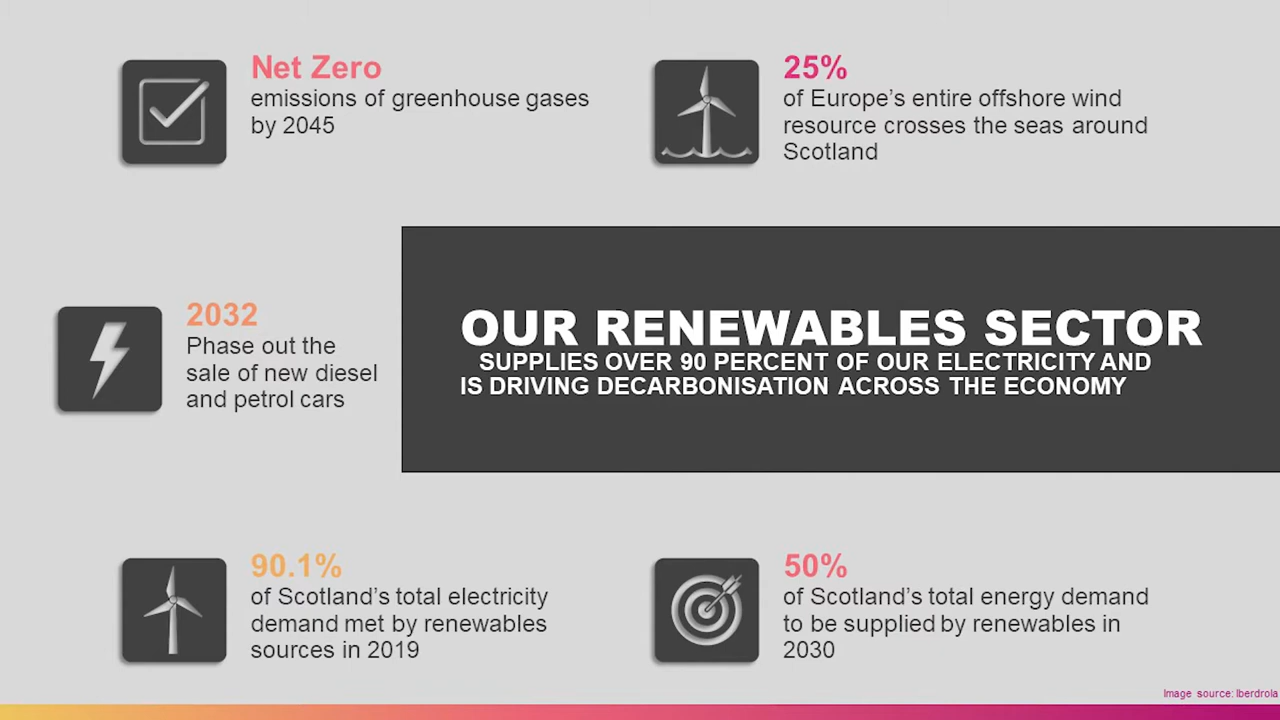 Net Zero
emissions of greenhouse gases
by 2045
25%
of Europe's entire offshore wind
resource crosses the seas around
Scotland
2032
Phase out the
sale of new diesel
and petrol cars
OUR RENEWABLES SECTOR
SUPPLIES OVER 90 PERCENT OF OUR ELECTRICITY AND
IS DRIVING DECARBONISATION ACROSS THE ECONOMY
90.1%
of Scotland's total electricity
demand met by renewables
sources in 2019
50%
of Scotland's total energy demand
to be supplied by renewables in
2030
Image source: Iberdrola